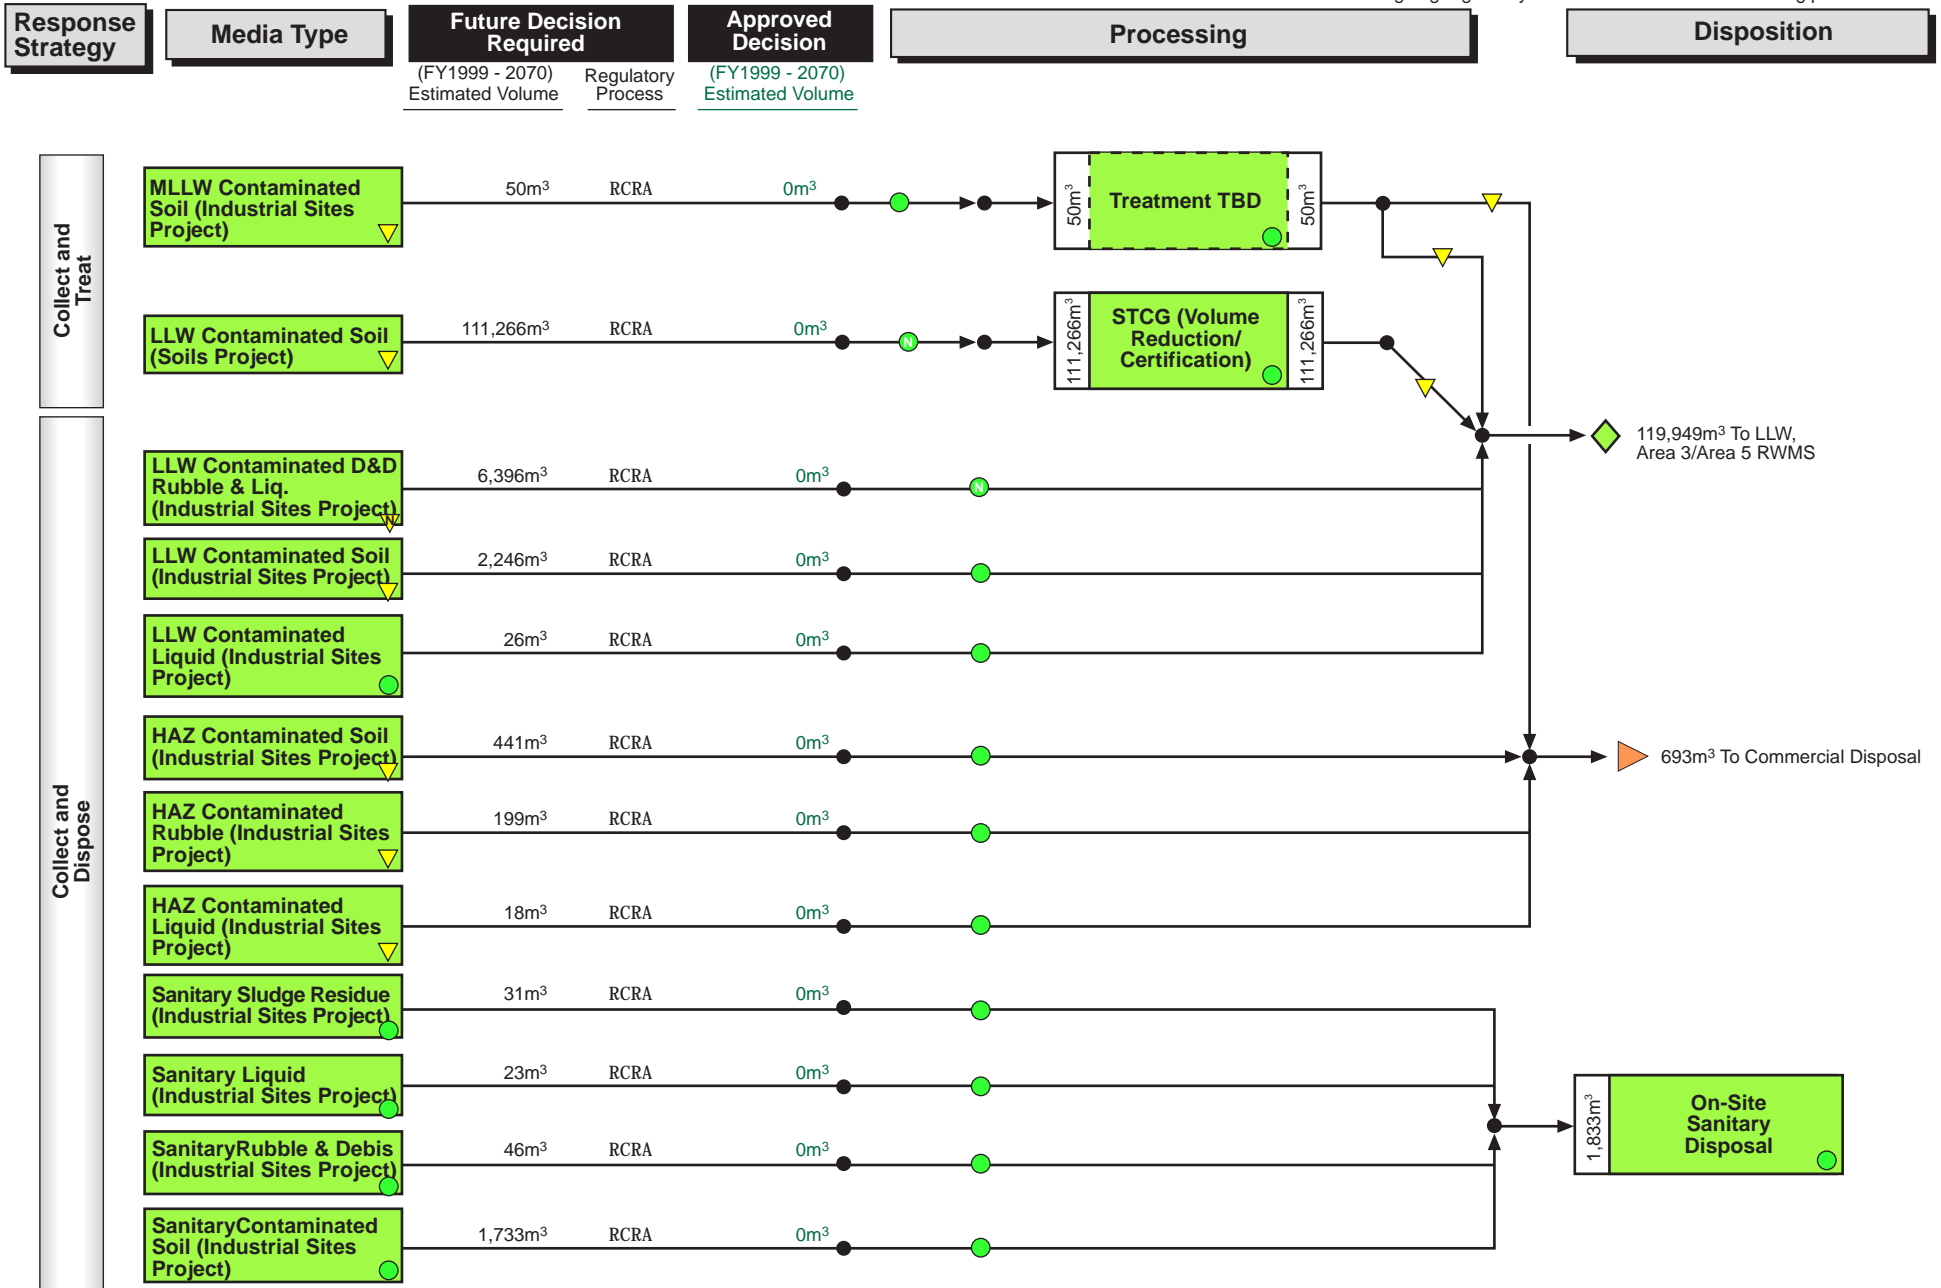 Response
Strategy
Media Type
Future Decision
Required
Approved
Decision
Processing
Disposition
(FY1999 - 2070)
Estimated Volume
Regulatory
Process
(FY1999 - 2070)
Estimated Volume
Collect and
Treat
MLLW Contaminated
Soil (Industrial Sites
Project)
50m³ RCRA 0m³
50m³
Treatment TBD
50m³
LLW Contaminated Soil
(Soils Project)
111,266m³ RCRA 0m³
N
111,266m³
STCG (Volume
Reduction/
Certification)
111,266m³
119,949m³ To LLW,
Area 3/Area 5 RWMS
Collect and
Dispose
LLW Contaminated D&D
Rubble & Liq.
(Industrial Sites Project)
N
6,396m³ RCRA 0m³
N
LLW Contaminated Soil
(Industrial Sites Project)
2,246m³ RCRA 0m³
LLW Contaminated
Liquid (Industrial Sites
Project)
26m³ RCRA 0m³
HAZ Contaminated Soil
(Industrial Sites Project)
441m³ RCRA 0m³
693m³ To Commercial Disposal
HAZ Contaminated
Rubble (Industrial Sites
Project)
199m³ RCRA 0m³
HAZ Contaminated
Liquid (Industrial Sites
Project)
18m³ RCRA 0m³
Sanitary Sludge Residue
(Industrial Sites Project)
31m³ RCRA 0m³
Sanitary Liquid
(Industrial Sites Project)
23m³ RCRA 0m³
SanitaryRubble & Debis
(Industrial Sites Project)
46m³ RCRA 0m³
1,833m³
On-Site
Sanitary
Disposal
SanitaryContaminated
Soil (Industrial Sites
Project)
1,733m³ RCRA 0m³